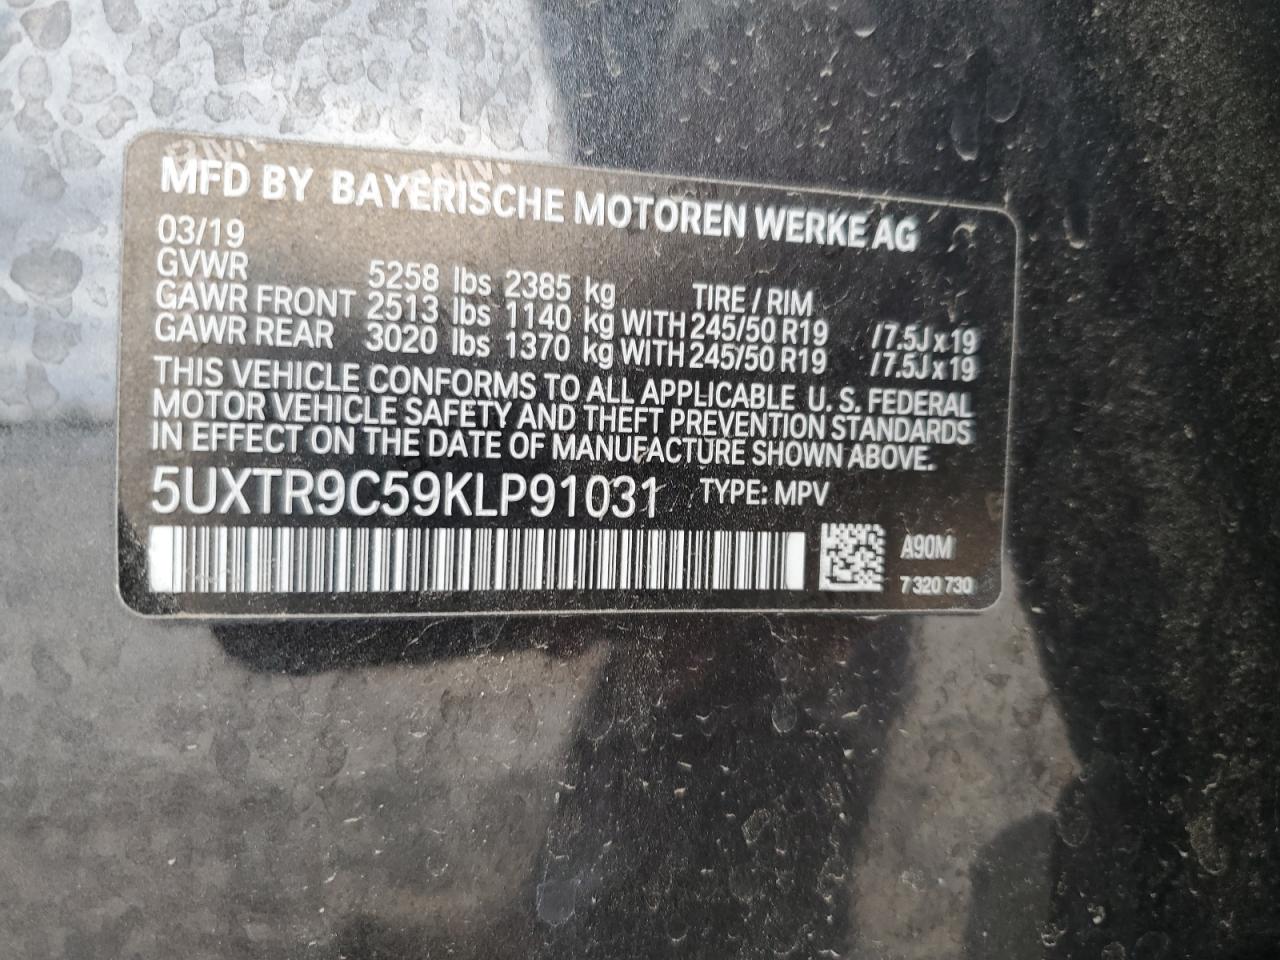 MFD BY BAYERISCHE MOTOREN WERKE AG
03/19
GVWR 5258 lbs 2385 kg TIRE / RIM
GAWR FRONT 2513 lbs 1140 kg WITH 245/50 R19 /7.5J x 19
GAWR REAR 3020 lbs 1370 kg WITH 245/50 R19 /7.5J x 19
THIS VEHICLE CONFORMS TO ALL APPLICABLE U. S. FEDERAL
MOTOR VEHICLE SAFETY AND THEFT PREVENTION STANDARDS
IN EFFECT ON THE DATE OF MANUFACTURE SHOWN ABOVE.
5UXTR9C59KLP91031 TYPE: MPV
A90M
7 320 730